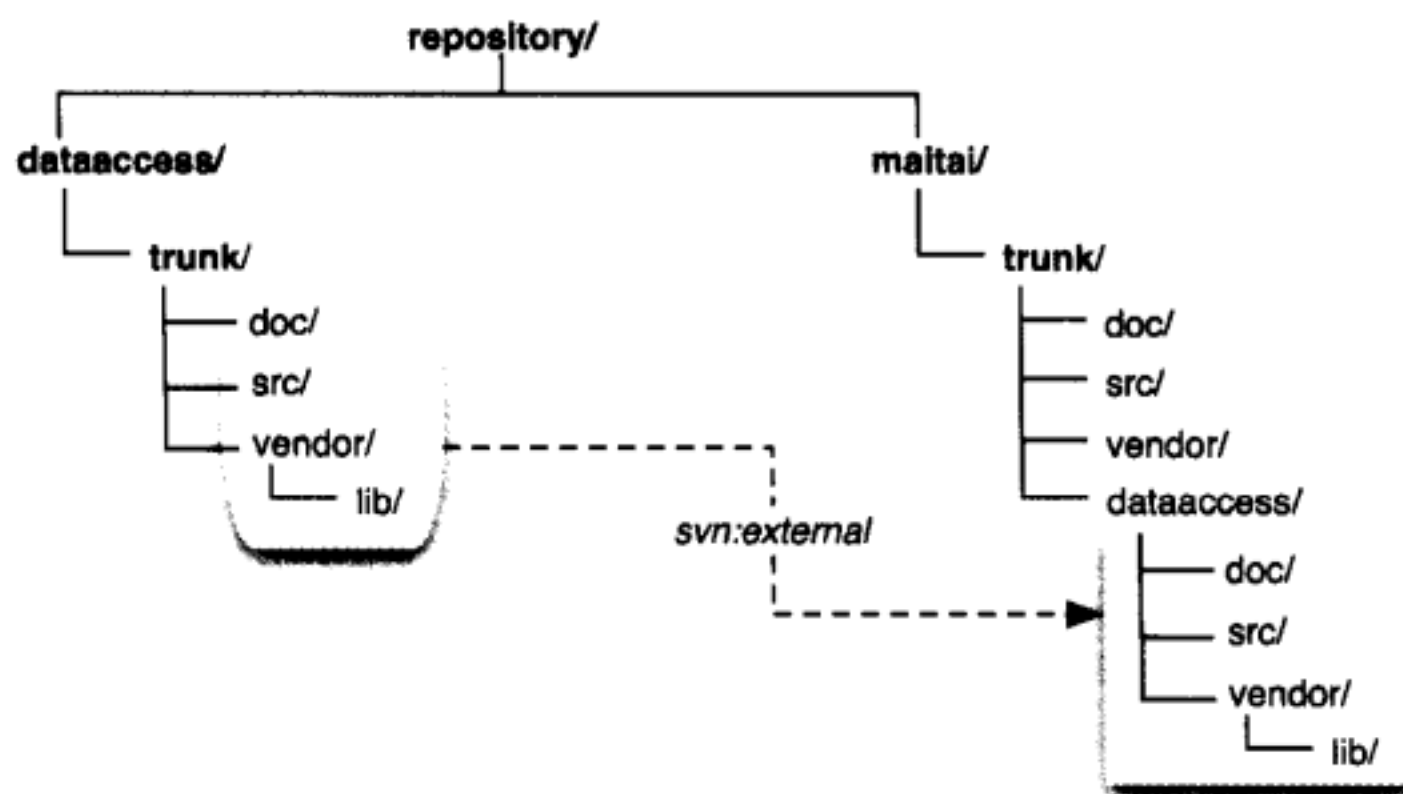 repository/
dataaccess/
maitai/
trunk/
trunk/
doc/
doc/
src/
src/
vendor/
vendor/
lib/
dataaccess/
svn:external
doc/
src/
vendor/
lib/